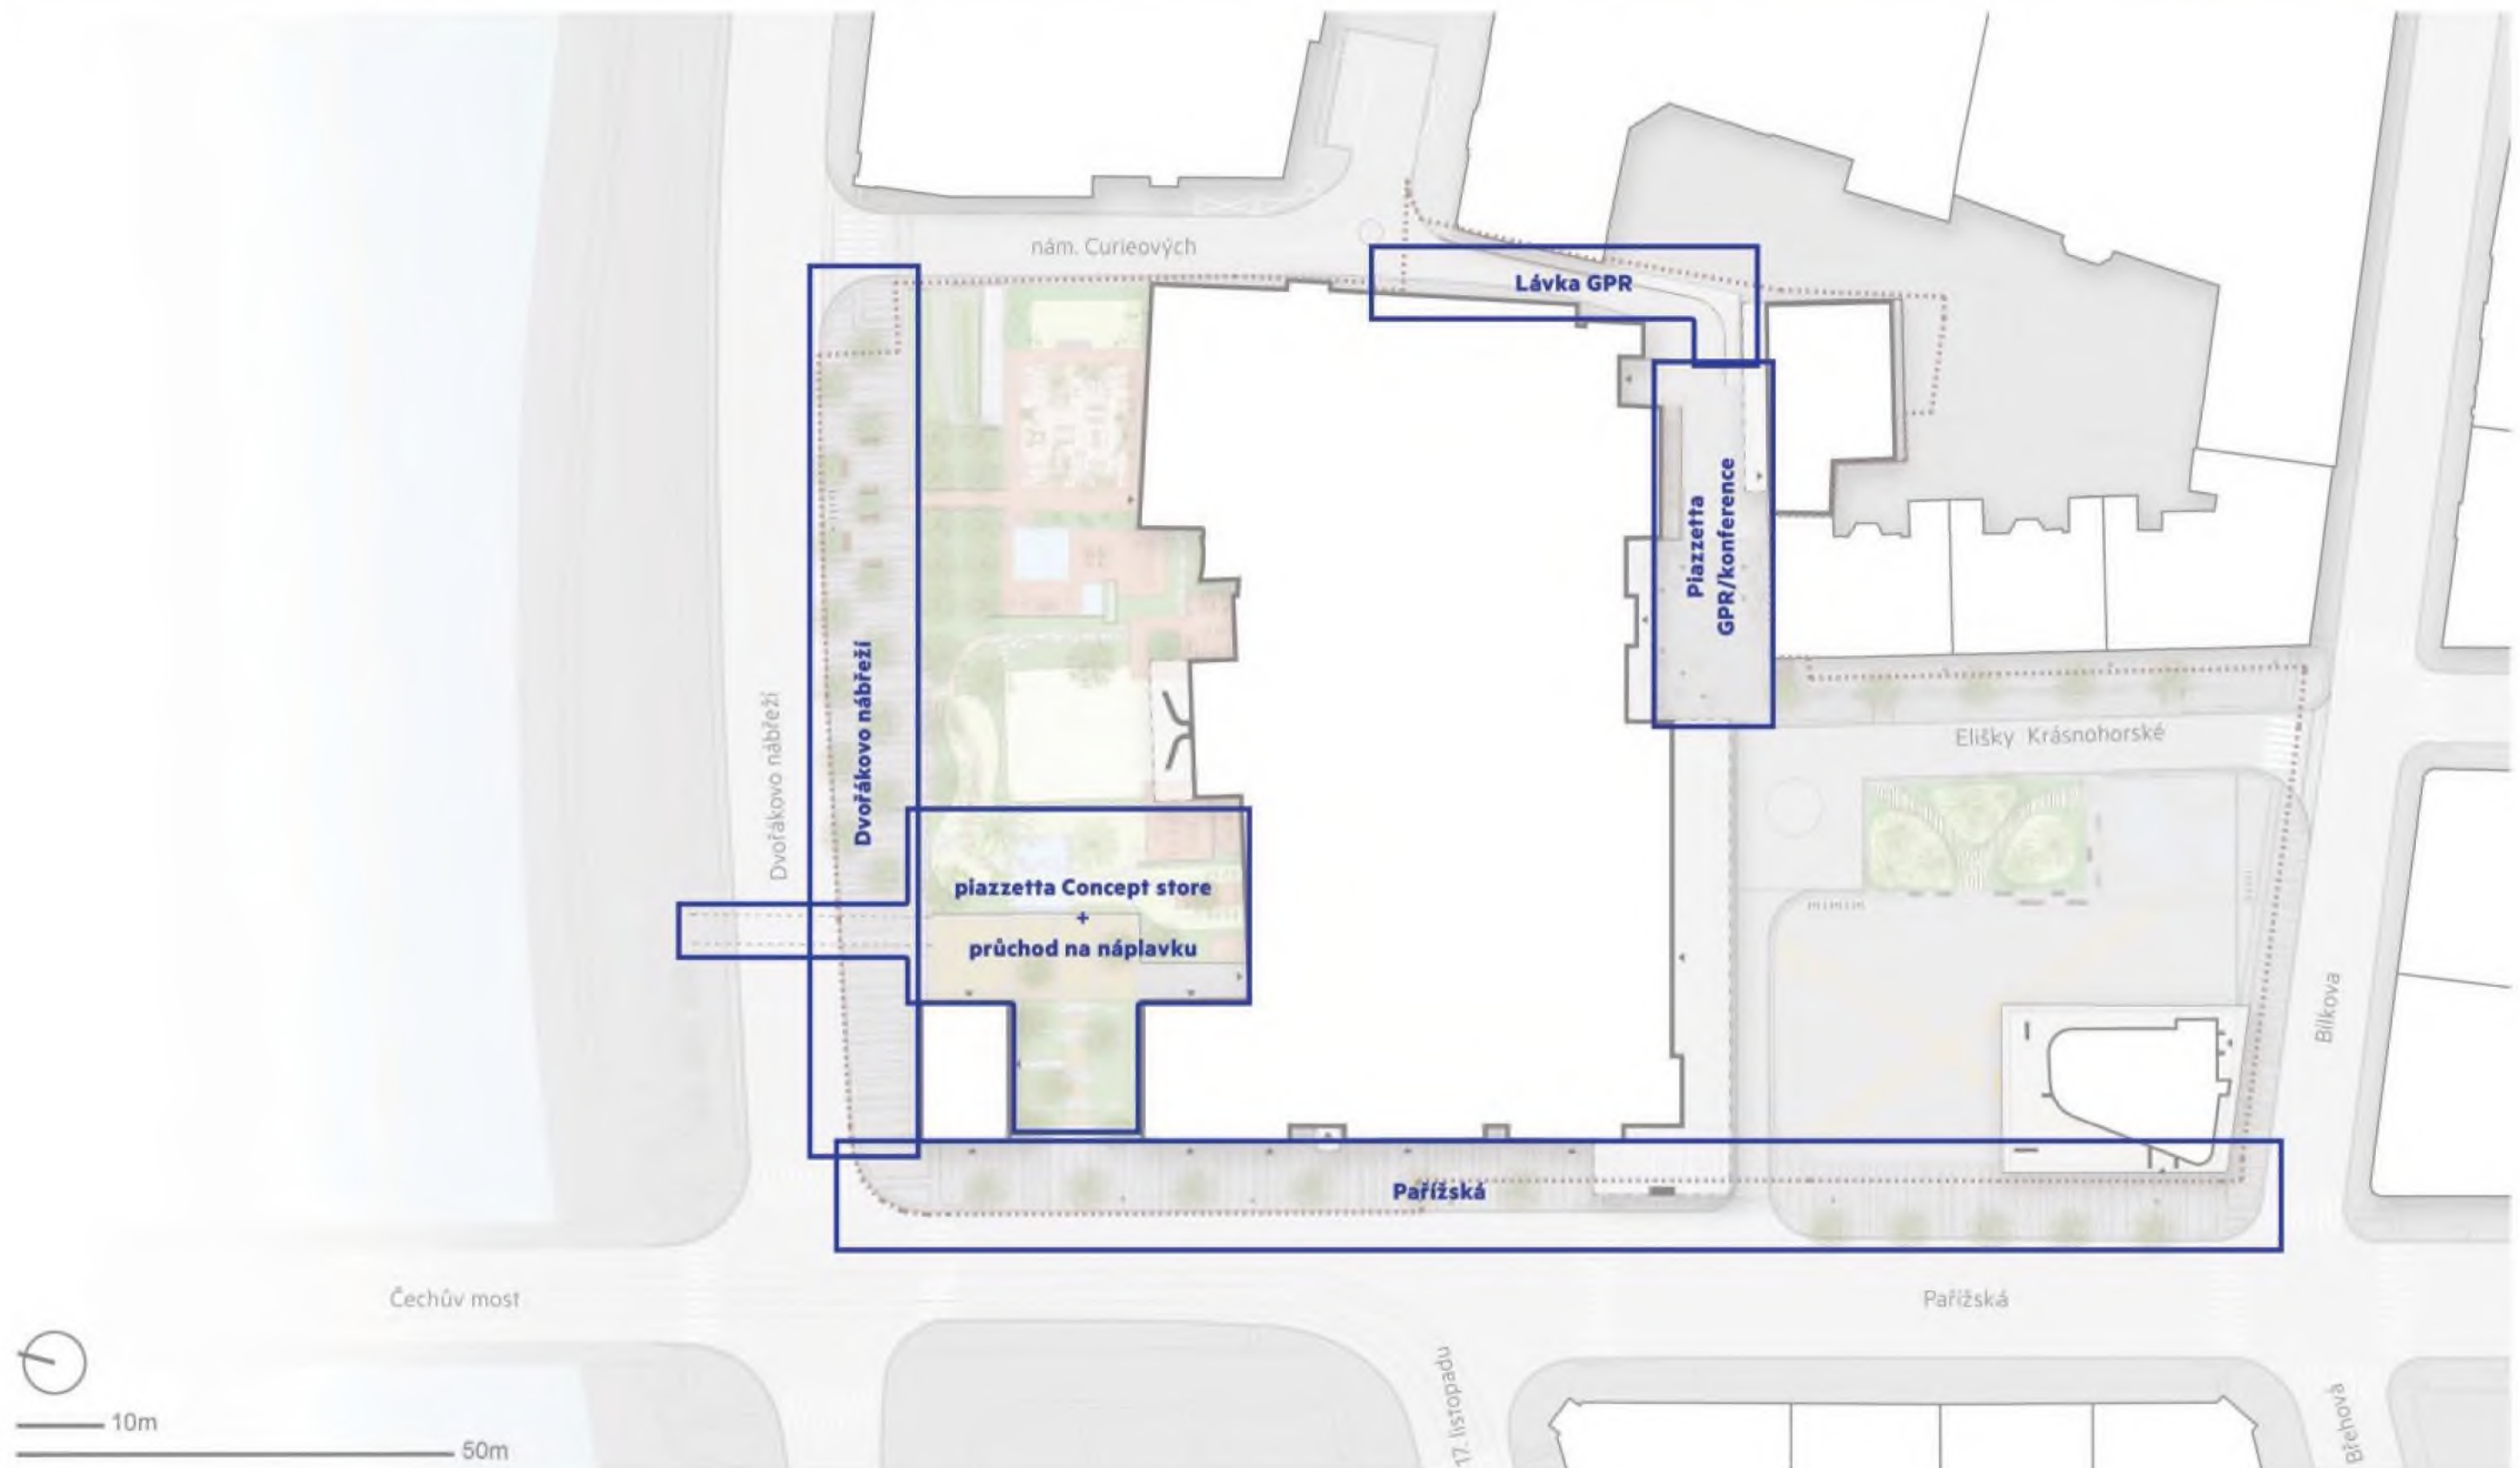 nám. Curieových
Lávka GPR
Piazzetta
GPR/konference
Dvořákovo nábřeží
Dvořákovo nábřeží
Elišky Krásnohorské
piazzetta Concept store
+
průchod na náplavku
Bílkova
Pařížská
Čechův most
Pařížská
17. listopadu
Břehová
10m
50m